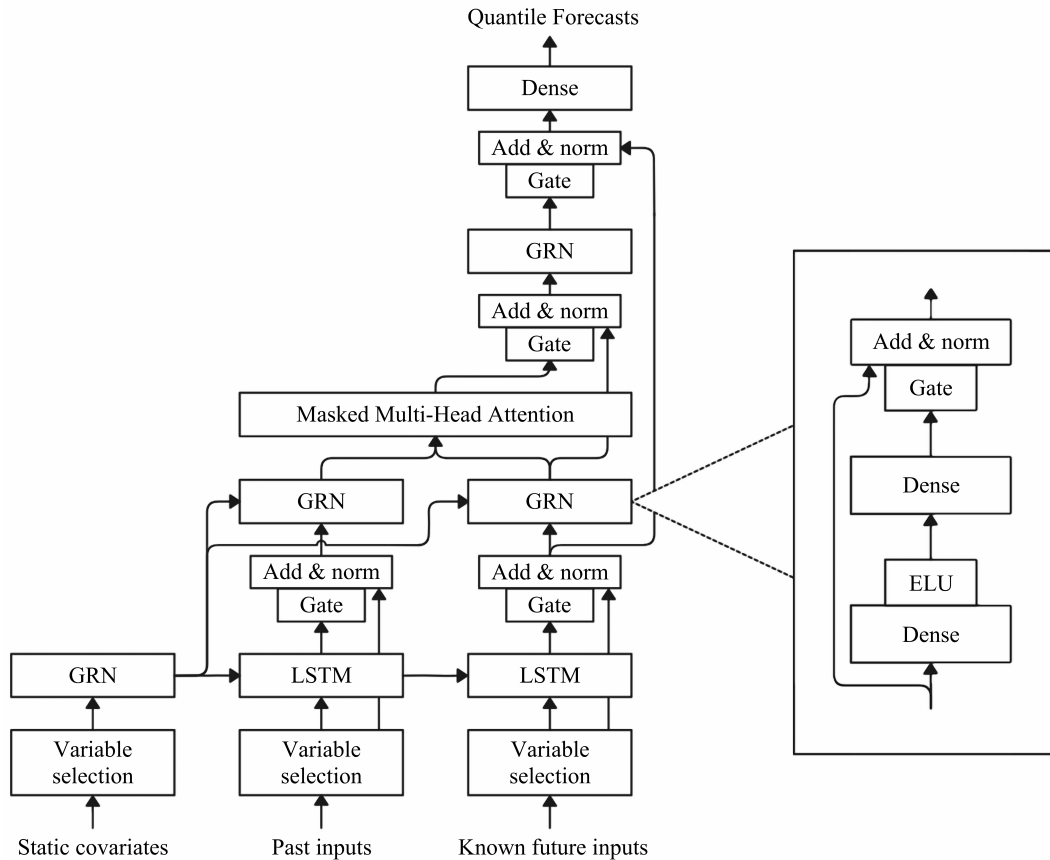 Quantile Forecasts
Dense
Add & norm
Gate
GRN
Add & norm
Gate
Masked Multi-Head Attention
GRN
GRN
Add & norm
Gate
Add & norm
Gate
GRN
LSTM
LSTM
Variable
selection
Variable
selection
Variable
selection
Static covariates
Past inputs
Known future inputs
Add & norm
Gate
Dense
ELU
Dense